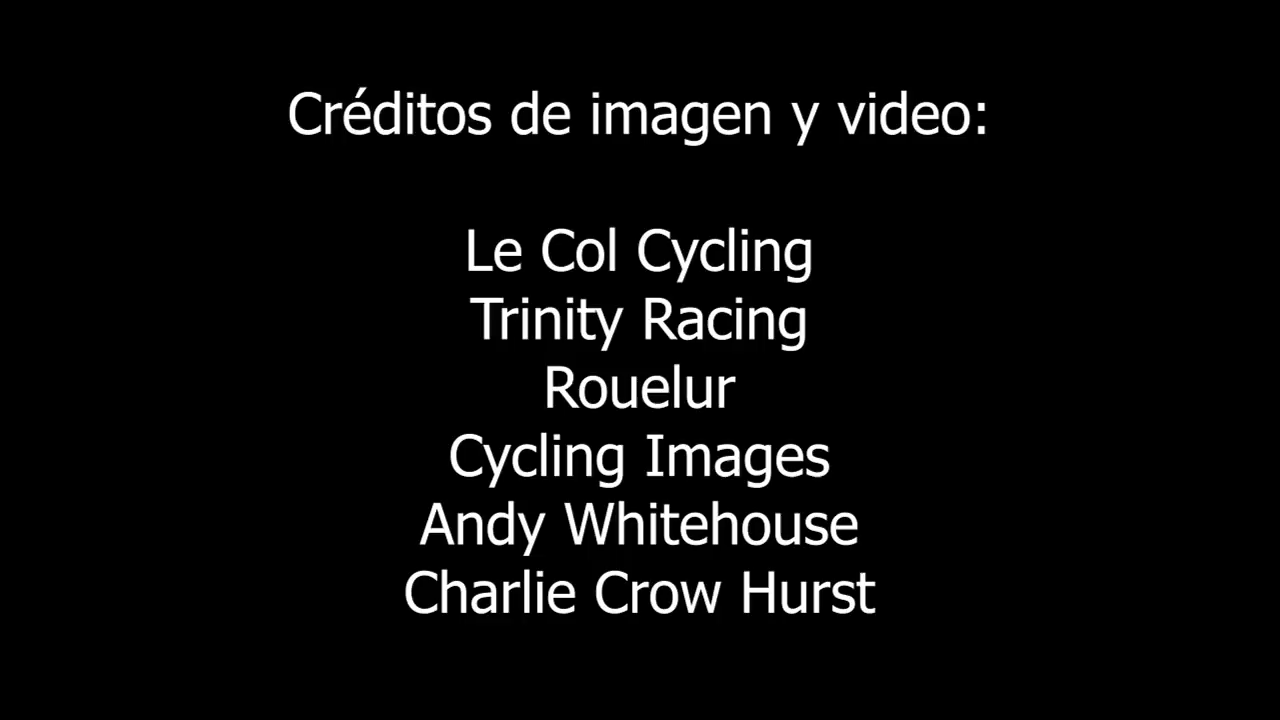 Créditos de imagen y video:
Le Col Cycling
Trinity Racing
Rouelur
Cycling Images
Andy Whitehouse
Charlie Crow Hurst